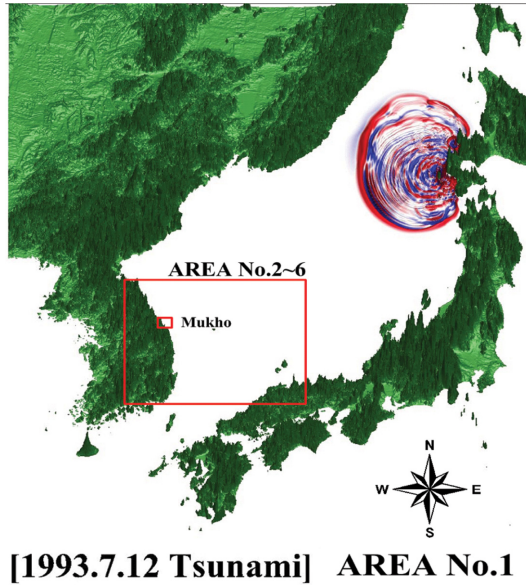 AREA No.2~6
Mukho
N
W E
S
[1993.7.12 Tsunami] AREA No.1